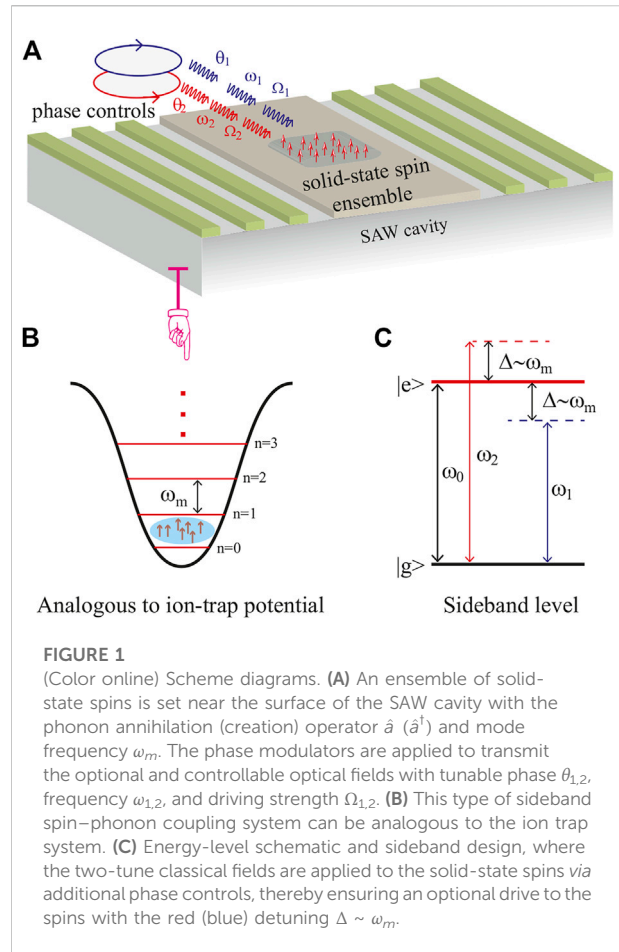 A
θ1
ω1
Ω1
phase controls
θ2
ω2
Ω2
solid-state spin
ensemble
SAW cavity
B
n=3
n=2
ωm
n=1
n=0
Analogous to ion-trap potential
C
Δ~ωm
|e>
Δ~ωm
ω0
ω2
ω1
|g>
Sideband level
FIGURE 1
(Color online) Scheme diagrams. (A) An ensemble of solid-
state spins is set near the surface of the SAW cavity with the
phonon annihilation (creation) operator â (â†) and mode
frequency ωm. The phase modulators are applied to transmit
the optional and controllable optical fields with tunable phase θ1,2,
frequency ω1,2, and driving strength Ω1,2. (B) This type of sideband
spin–phonon coupling system can be analogous to the ion trap
system. (C) Energy-level schematic and sideband design, where
the two-tune classical fields are applied to the solid-state spins via
additional phase controls, thereby ensuring an optional drive to the
spins with the red (blue) detuning Δ ~ ωm.